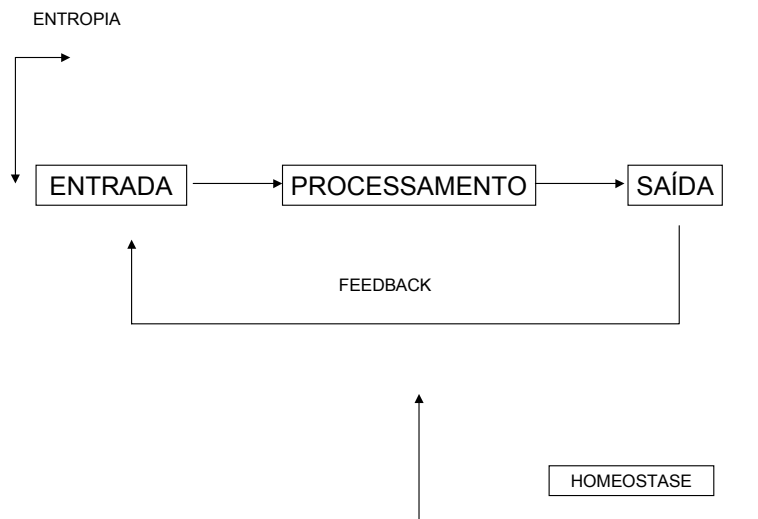 ENTROPIA
ENTRADA
PROCESSAMENTO
SAÍDA
FEEDBACK
HOMEOSTASE